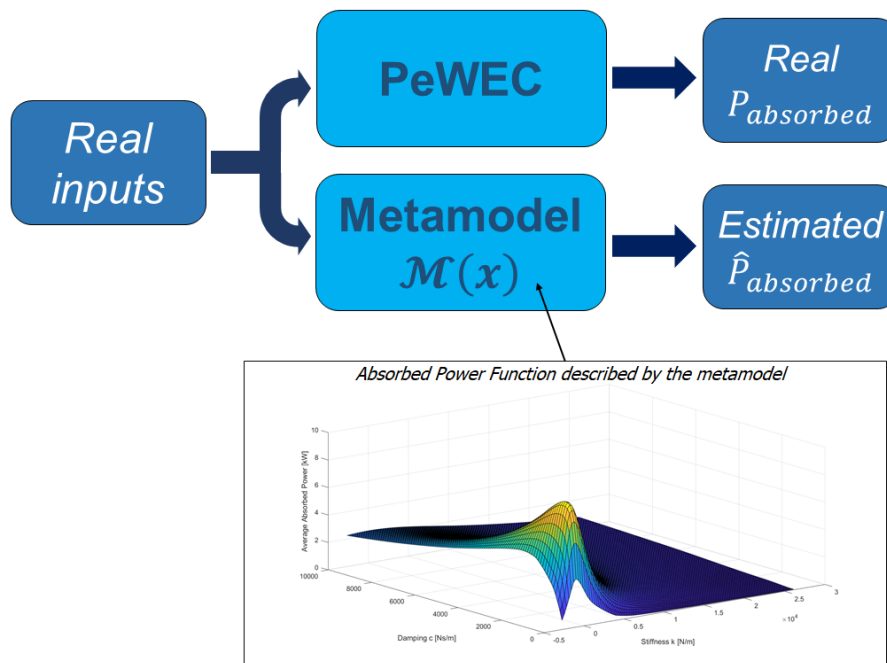 PeWEC
Real
P_absorbed
Real
inputs
Metamodel
ℳ(x)
Estimated
P̂_absorbed
Absorbed Power Function described by the metamodel
Average Absorbed Power [kW]
10
8
6
4
2
0
10000
8000
6000
4000
2000
0
Damping c [Ns/m]
-0.5
0
0.5
1
1.5
2
2.5
3
×10⁴
Stiffness k [N/m]